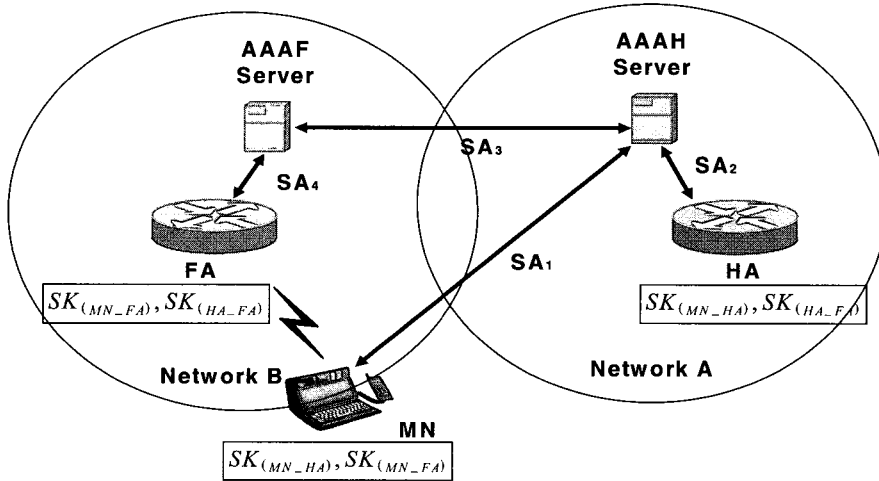 AAAF
Server
AAAH
Server
SA₃
SA₂
SA₄
SA₁
FA
HA
SK(MN_FA), SK(HA_FA)
SK(MN_HA), SK(HA_FA)
Network B
Network A
MN
SK(MN_HA), SK(MN_FA)